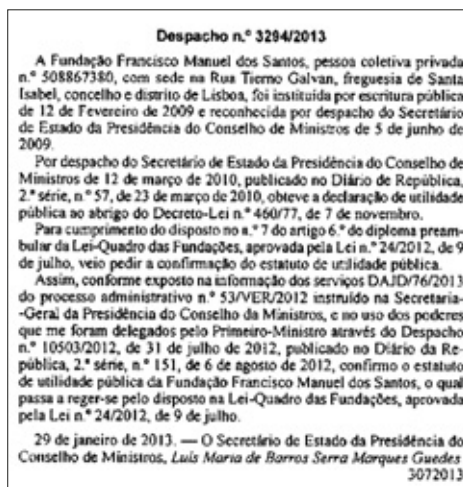 Despacho n.º 3294/2013
A Fundação Francisco Manuel dos Santos, pessoa coletiva privada
n.º 508867380, com sede na Rua Tierno Galvan, freguesia de Santa
Isabel, concelho e distrito de Lisboa, foi instituída por escritura pública
de 12 de Fevereiro de 2009 e reconhecida por despacho do Secretário
de Estado da Presidência do Conselho de Ministros de 5 de junho de
2009.
Por despacho do Secretário de Estado da Presidência do Conselho de
Ministros de 12 de março de 2010, publicado no Diário de República,
2.ª série, n.º 57, de 23 de março de 2010, obteve a declaração de utilidade
pública ao abrigo do Decreto-Lei n.º 460/77, de 7 de novembro.
Para cumprimento do disposto no n.º 7 do artigo 6.º do diploma pream-
bular da Lei-Quadro das Fundações, aprovada pela Lei n.º 24/2012, de 9
de julho, veio pedir a confirmação do estatuto de utilidade pública.
Assim, conforme exposto na informação dos serviços DAJD/76/2013
do processo administrativo n.º 53/VER/2012 instruído na Secretaria-
-Geral da Presidência do Conselho da Ministros, e no uso dos poderes
que me foram delegados pelo Primeiro-Ministro através do Despacho
n.º 10503/2012, de 31 de julho de 2012, publicado no Diário da Re-
pública, 2.ª série, n.º 151, de 6 de agosto de 2012, confirmo o estatuto
de utilidade pública da Fundação Francisco Manuel dos Santos, o qual
passa a reger-se pelo disposto na Lei-Quadro das Fundações, aprovada
pela Lei n.º 24/2012, de 9 de julho.
29 de janeiro de 2013. — O Secretário de Estado da Presidência do
Conselho de Ministros, Luís Maria de Barros Serra Marques Guedes
3072013